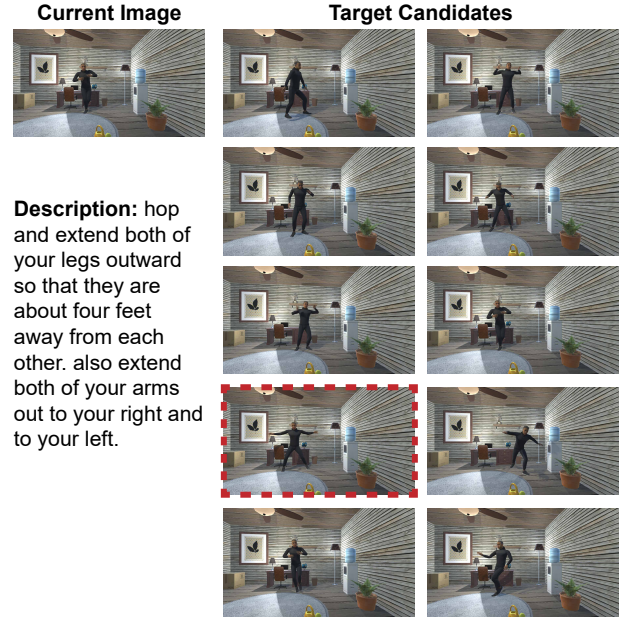 Current Image
Target Candidates
Description: hop
and extend both of
your legs outward
so that they are
about four feet
away from each
other. also extend
both of your arms
out to your right and
to your left.